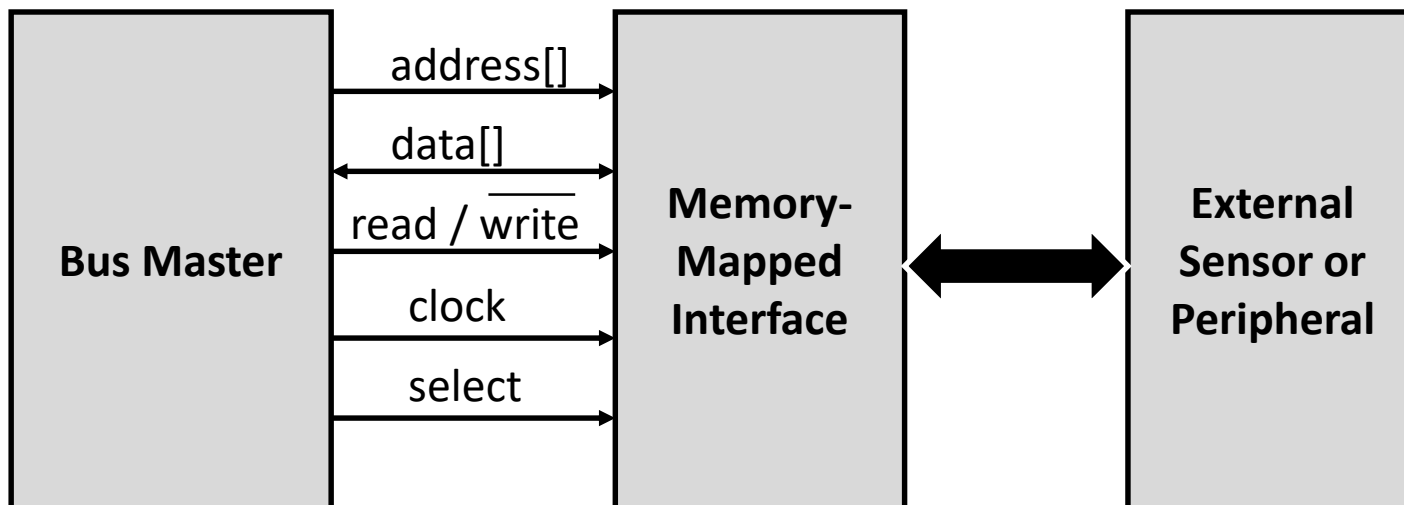 Bus Master
address[]
data[]
read / write
clock
select
Memory-
Mapped
Interface
External
Sensor or
Peripheral